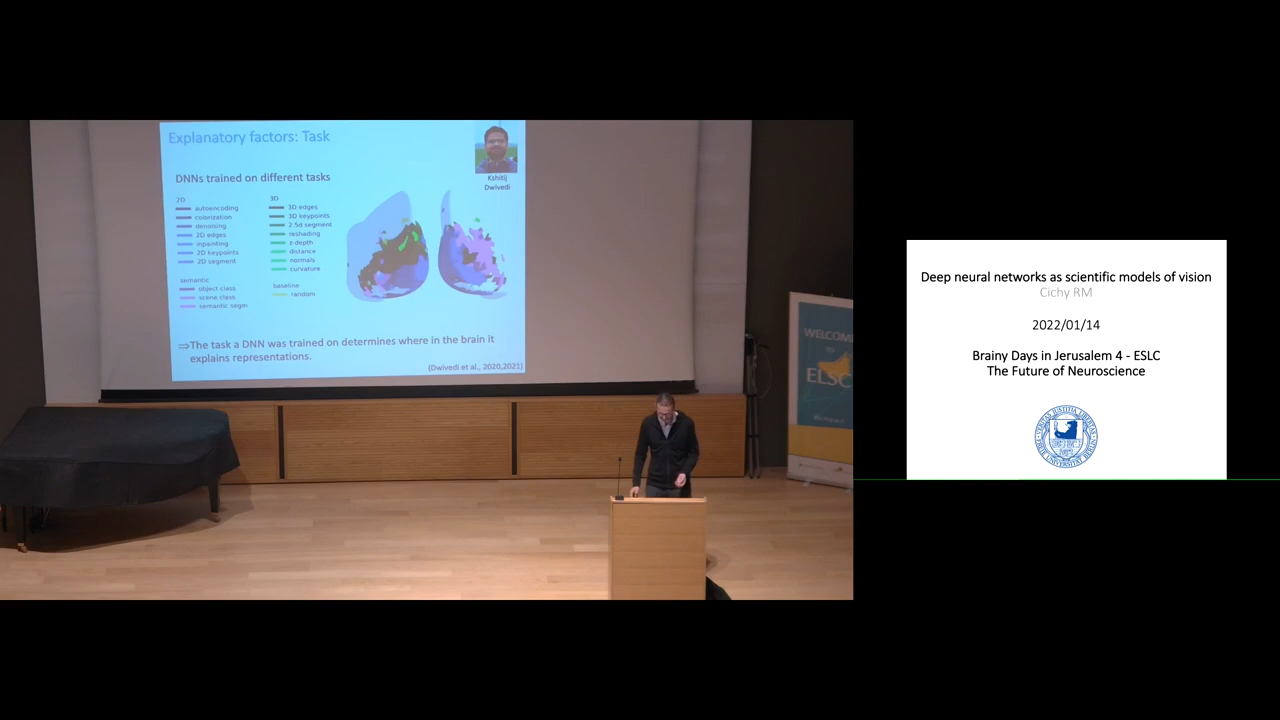 Explanatory factors: Task
Kshitij
Dwivedi
DNNs trained on different tasks
2D
autoencoding
colorization
denoising
2D edges
inpainting
2D keypoints
2D segment
semantic
object class
scene class
semantic segm
3D
3D edges
3D keypoints
2.5d segment
reshading
z-depth
distance
normals
curvature
baseline
random
⇒The task a DNN was trained on determines where in the brain it
explains representations.
(Dwivedi et al., 2020,2021)
WELCOME
ELSC
Deep neural networks as scientific models of vision
Cichy RM
2022/01/14
Brainy Days in Jerusalem 4 - ESLC
The Future of Neuroscience